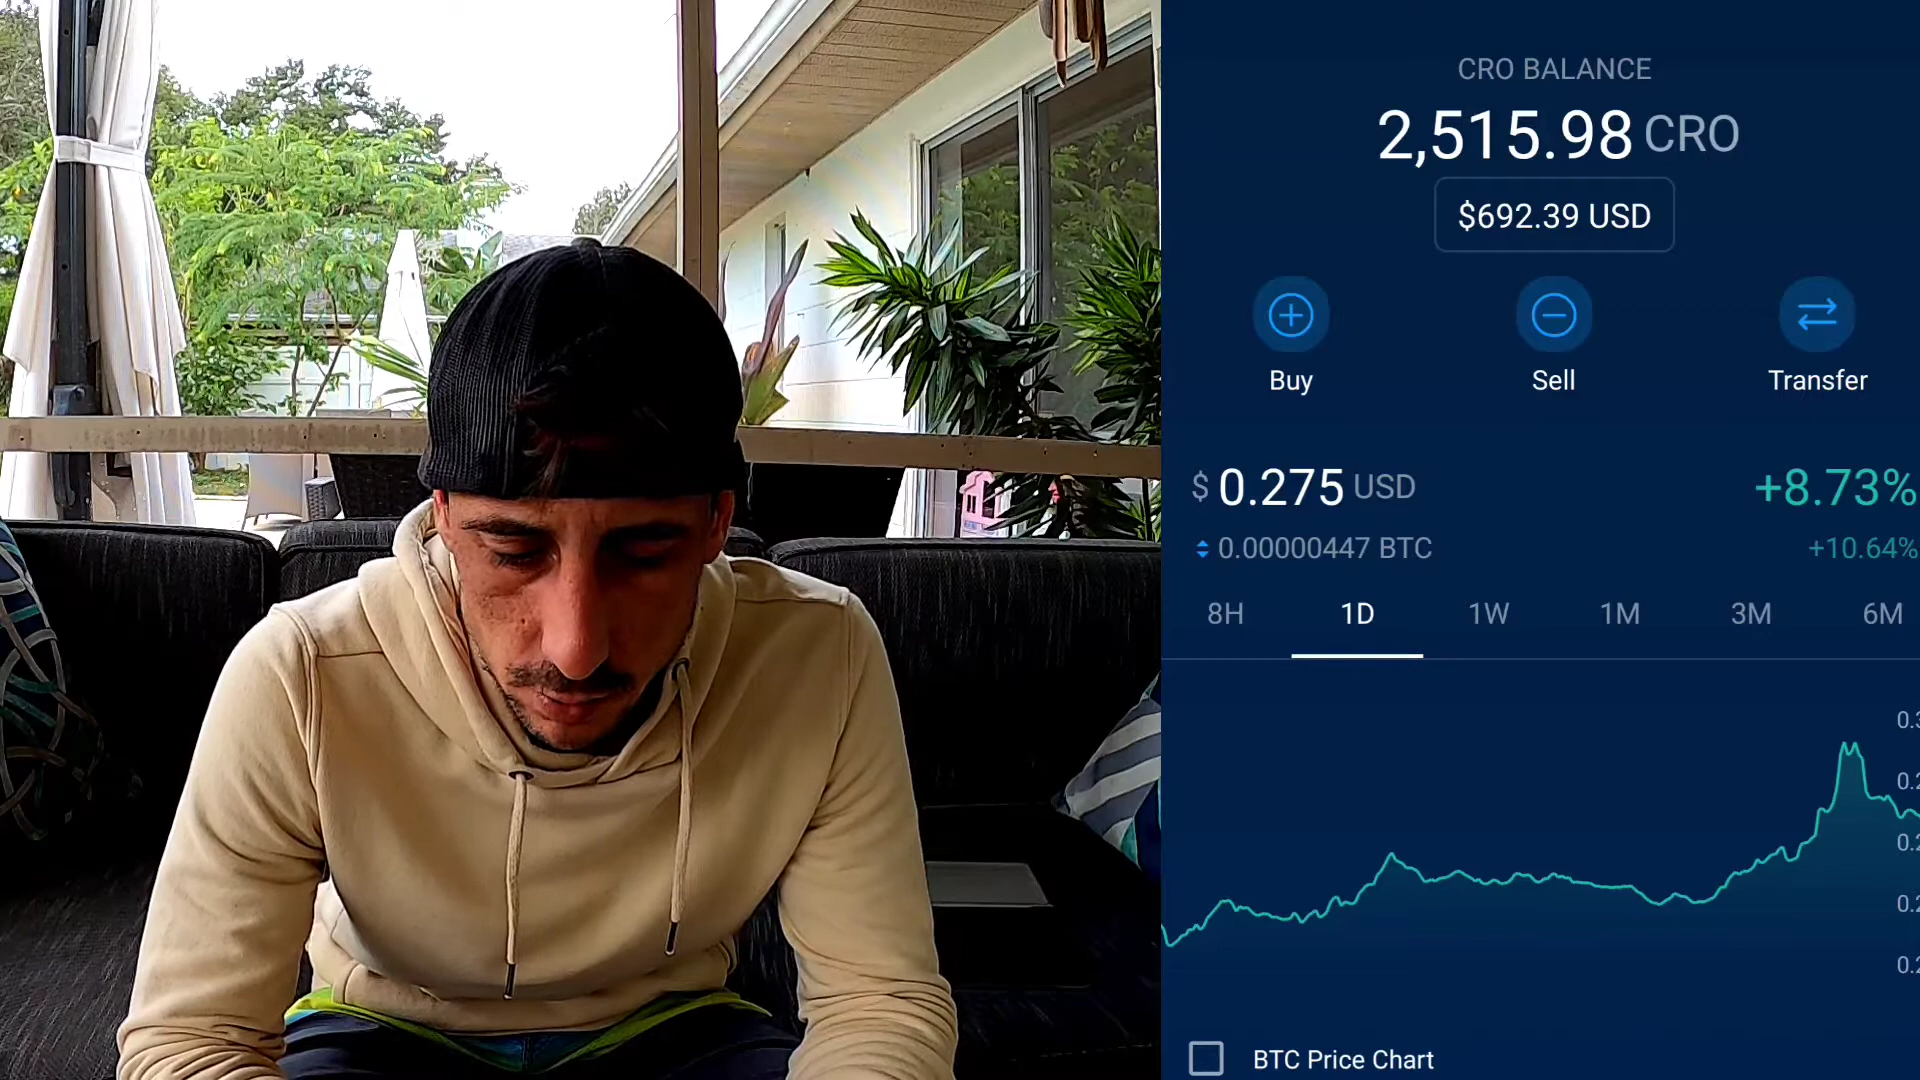 CRO BALANCE
2,515.98 CRO
$692.39 USD
Buy Sell Transfer
$ 0.275 USD +8.73%
0.00000447 BTC +10.64%
8H 1D 1W 1M 3M 6M
BTC Price Chart